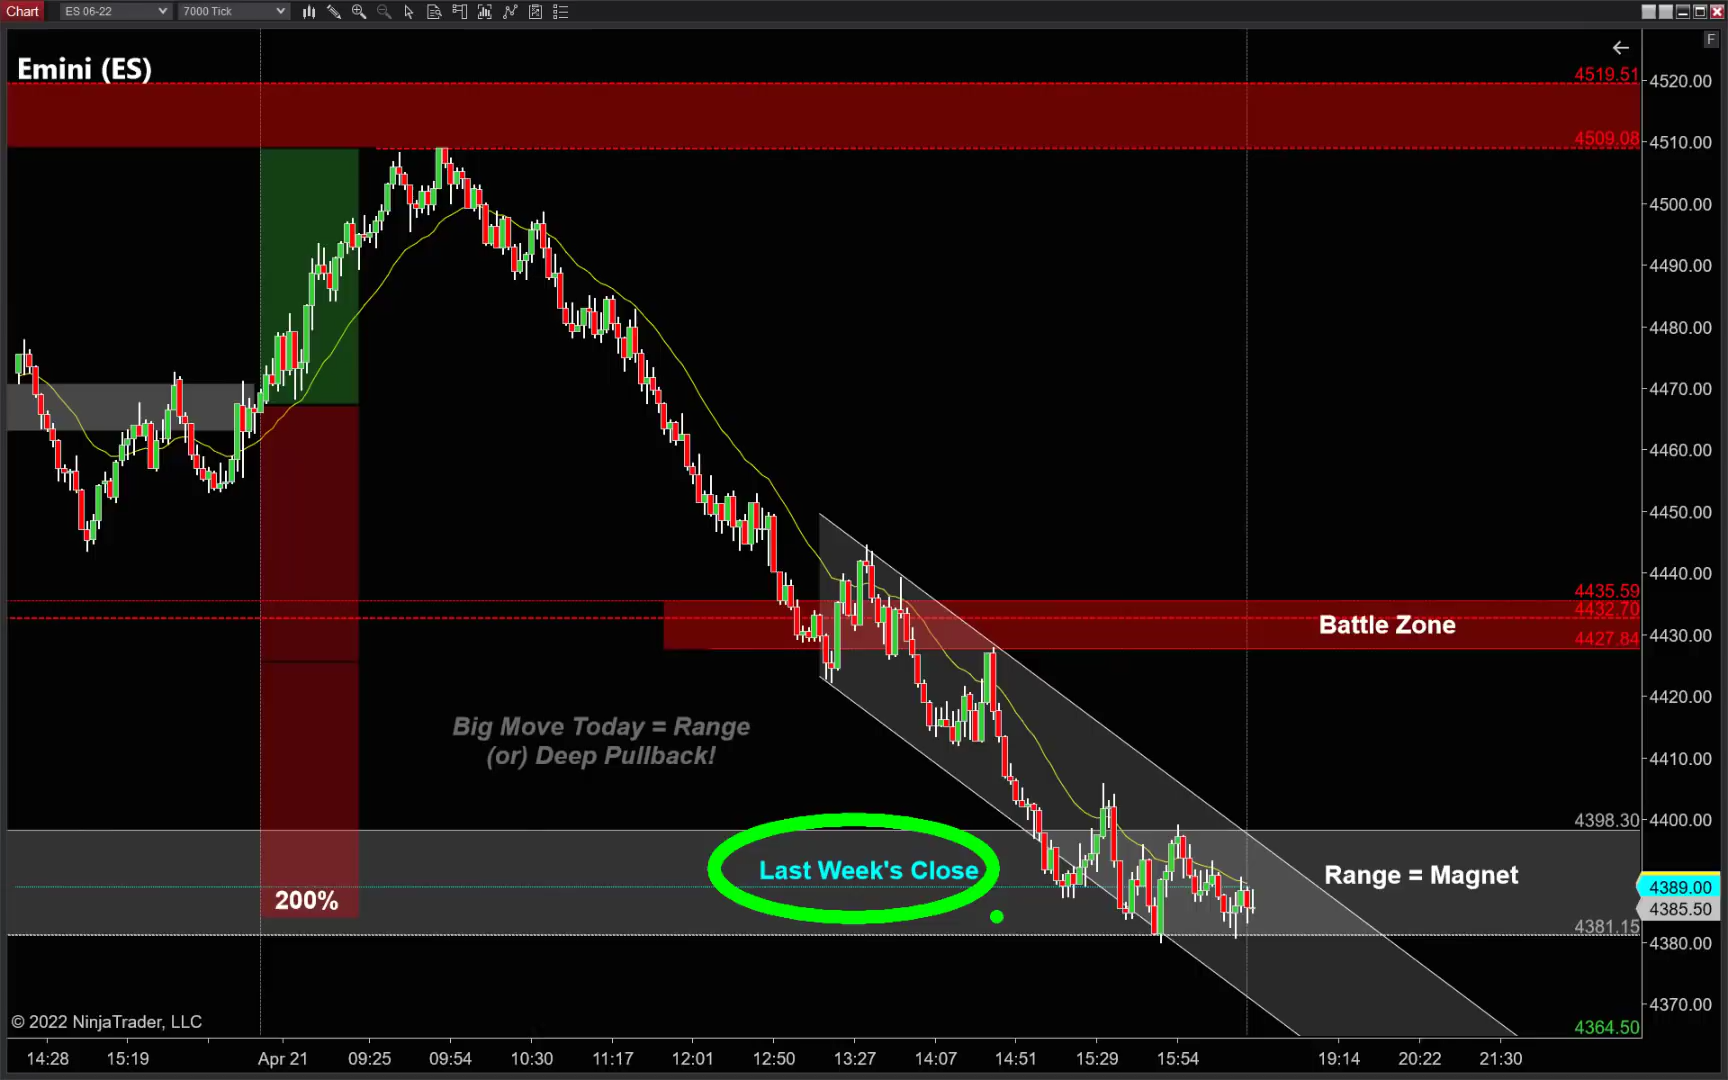 Chart ES 06-22 7000 Tick
F
Emini (ES)
4519.51
4520.00
4509.08
4510.00
4500.00
4490.00
4480.00
4470.00
4460.00
4450.00
4440.00
4435.59
4432.70
Battle Zone
4427.84
4430.00
4420.00
Big Move Today = Range
(or) Deep Pullback!
4410.00
4398.30
4400.00
Last Week's Close
Range = Magnet
4389.00
200%
4385.50
4381.15
4380.00
4370.00
© 2022 NinjaTrader, LLC
4364.50
14:28 15:19 Apr 21 09:25 09:54 10:30 11:17 12:01 12:50 13:27 14:07 14:51 15:29 15:54 19:14 20:22 21:30